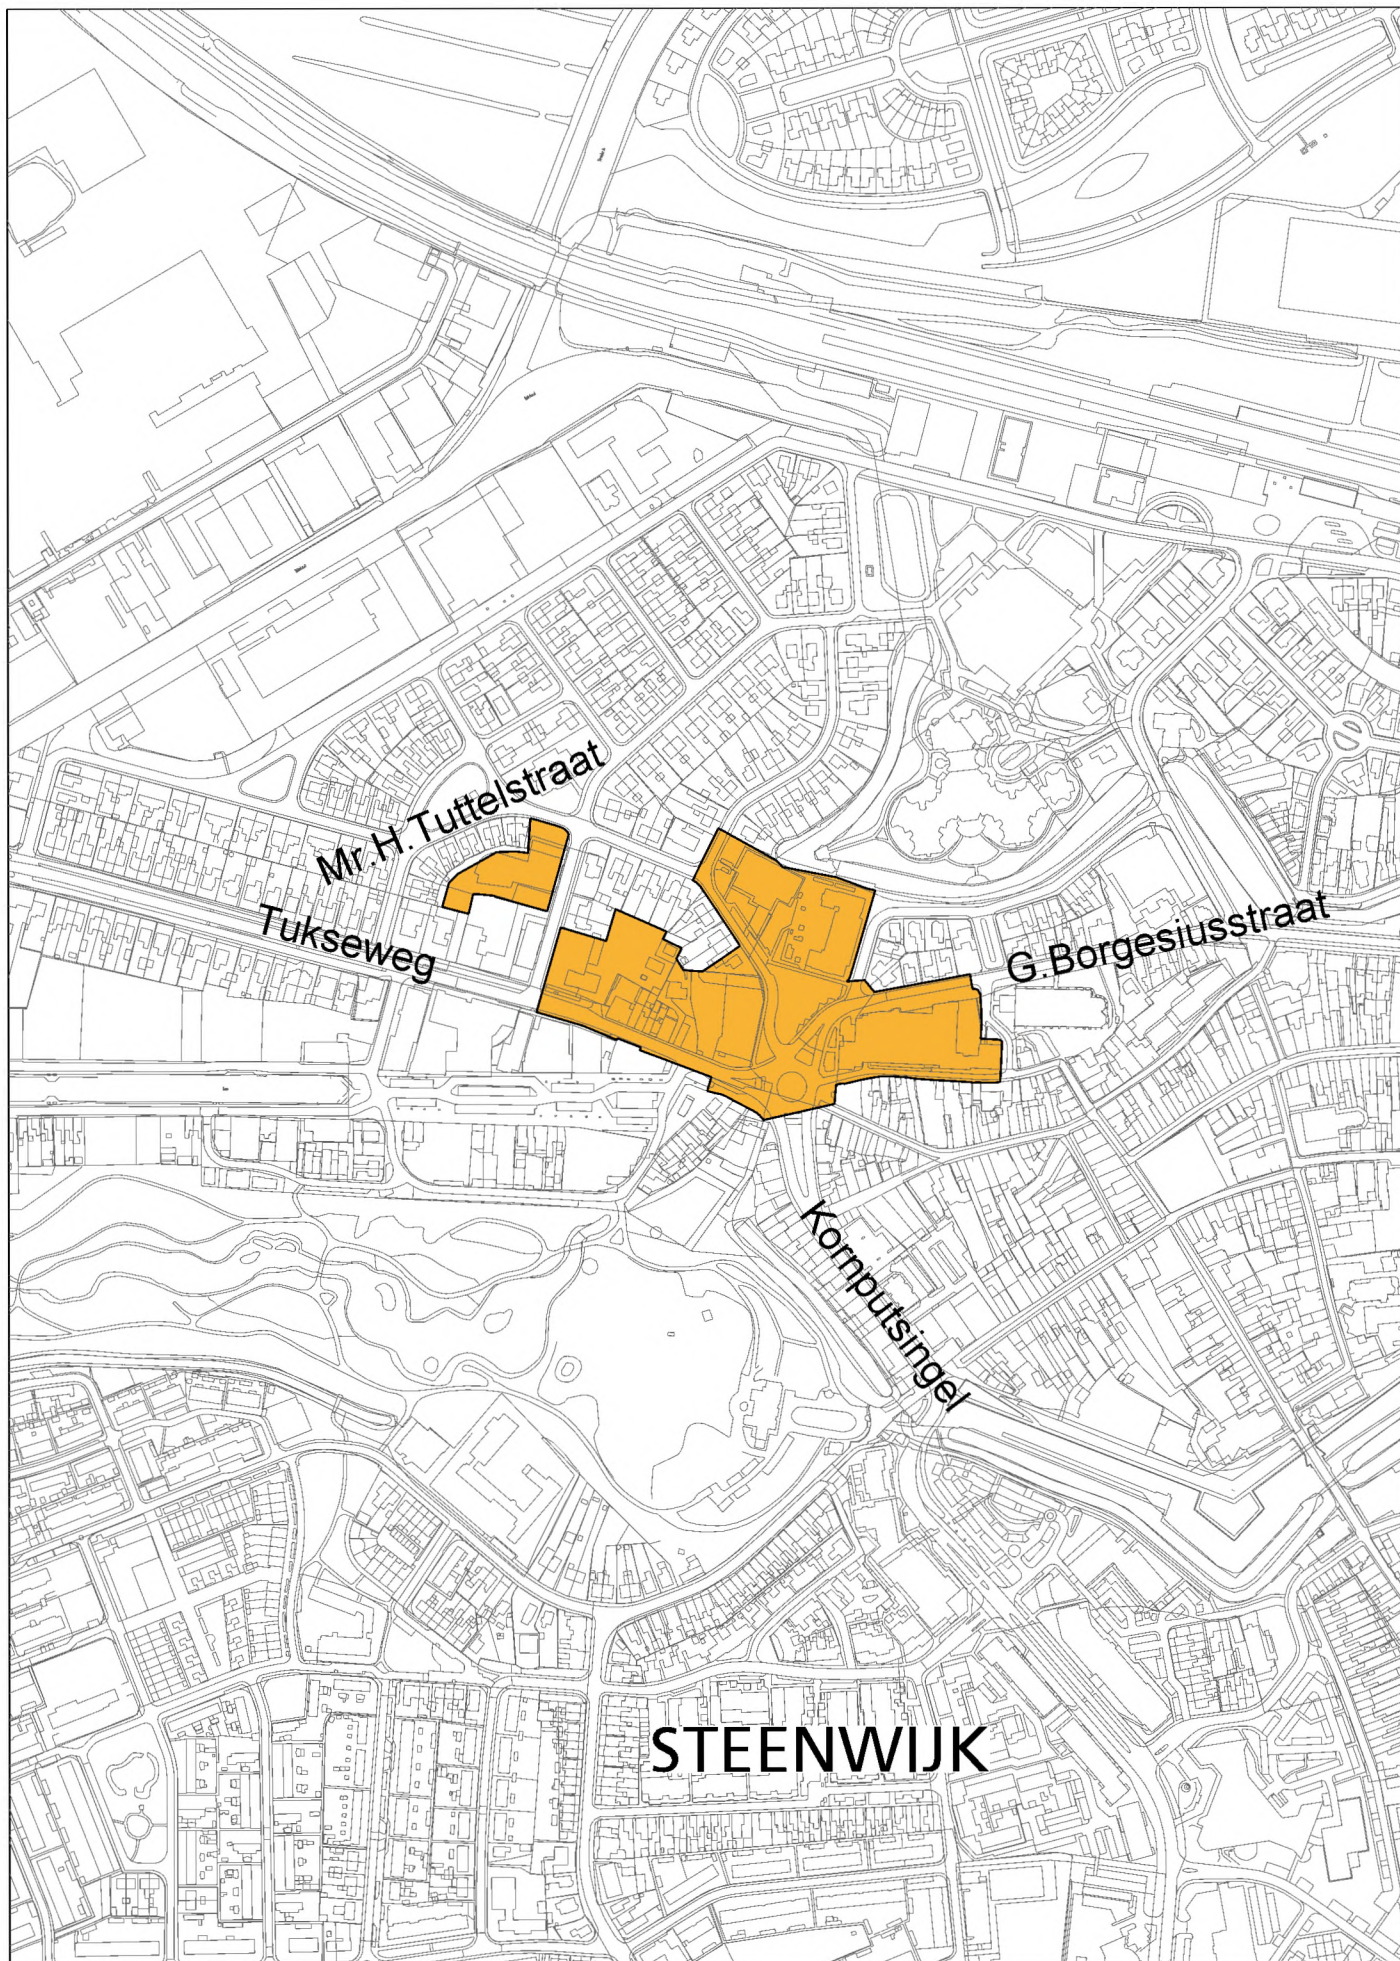 Mr.H.Tuttelstraat
Tukseweg
G.Borgesiusstraat
Kornputsingel
STEENWIJK